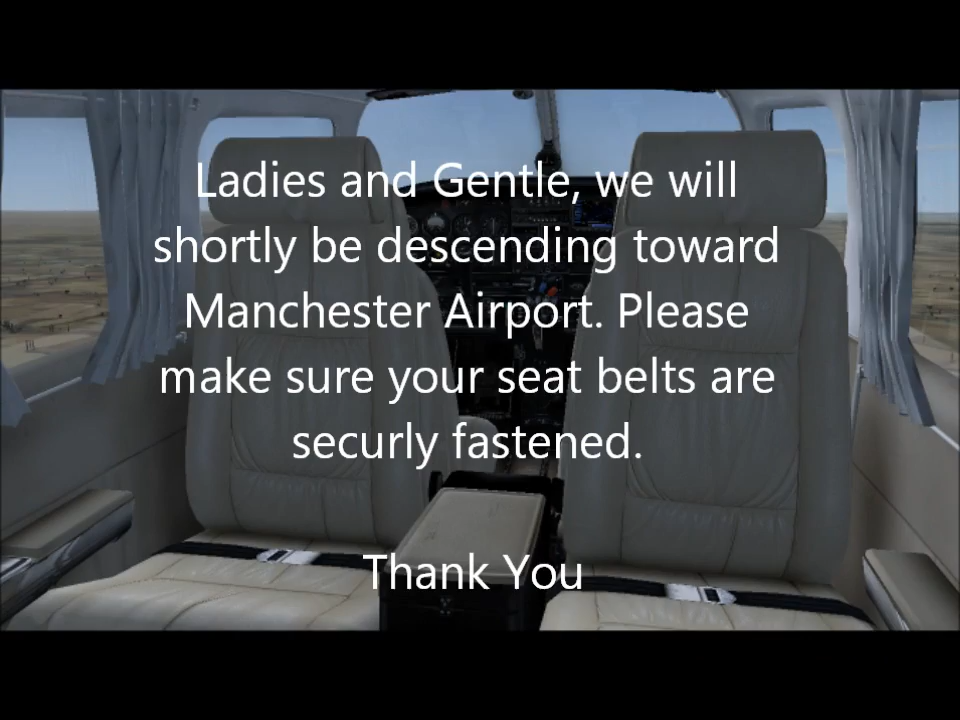 Ladies and Gentle, we will
shortly be descending toward
Manchester Airport. Please
make sure your seat belts are
securly fastened.
Thank You